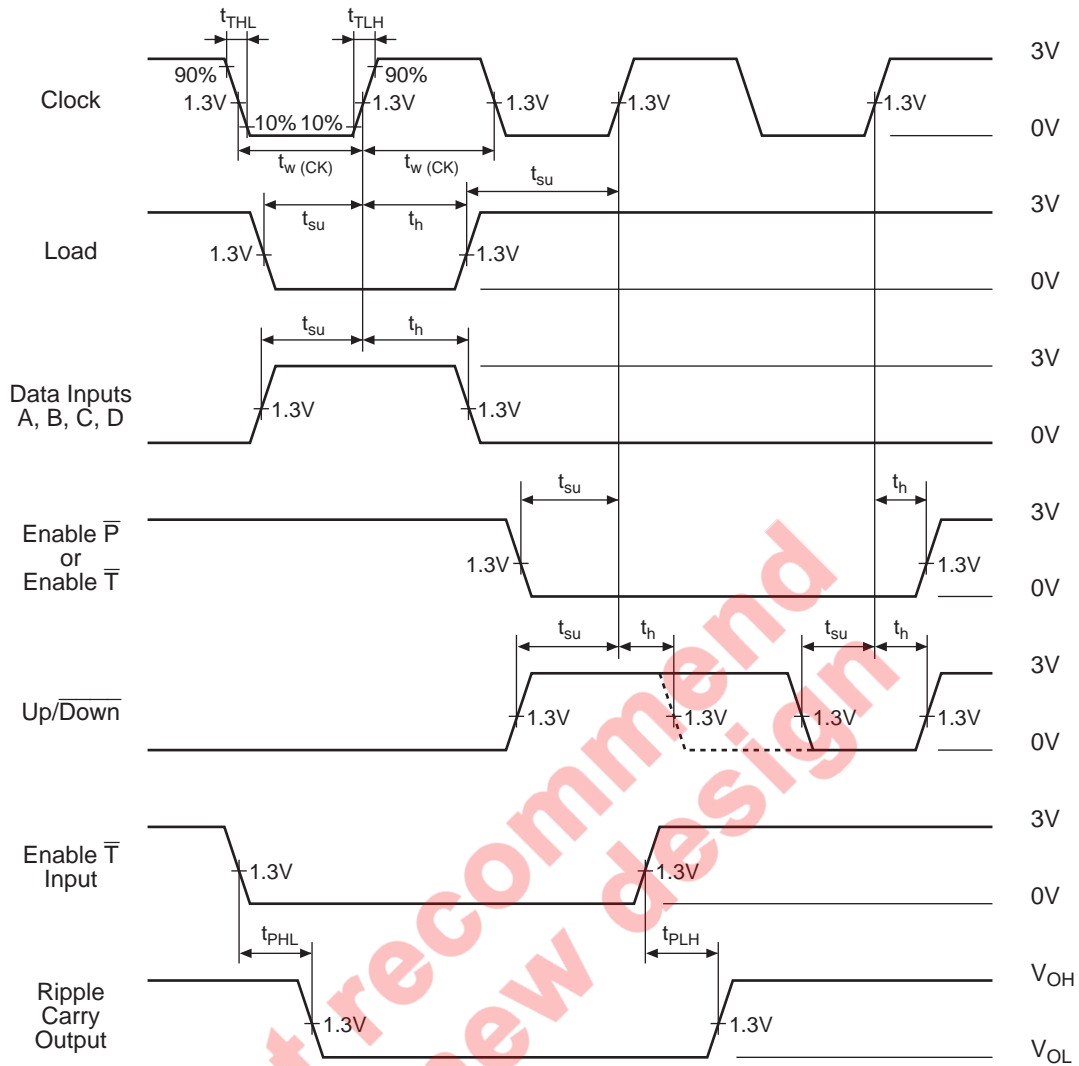 tTHL tTLH
3V
90% 90%
Clock 1.3V 1.3V 1.3V 1.3V 1.3V
10% 10%
0V
tw (CK) tw (CK)
tsu
3V
tsu th
Load 1.3V 1.3V
0V
tsu th
3V
Data Inputs
A, B, C, D
1.3V 1.3V
0V
tsu th
3V
Enable P̅
or
Enable T̅
1.3V 1.3V
0V
tsu th tsu th
3V
Up/D̅o̅w̅n̅ 1.3V 1.3V 1.3V 1.3V
0V
3V
Enable T̅
Input
1.3V 1.3V
0V
tPHL tPLH
VOH
Ripple
Carry
Output
1.3V 1.3V
VOL
t recommend
ew design